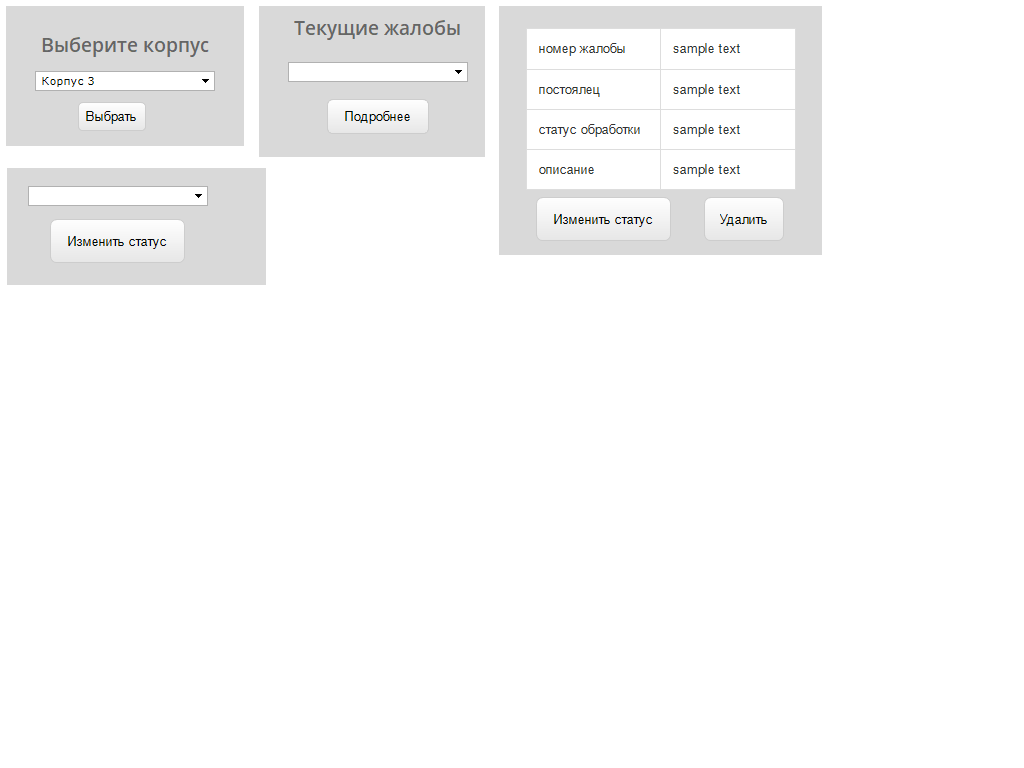 Выберите корпус
Корпус 3
Выбрать
Текущие жалобы
Подробнее
номер жалобы sample text
постоялец sample text
статус обработки sample text
описание sample text
Изменить статус Удалить
Изменить статус